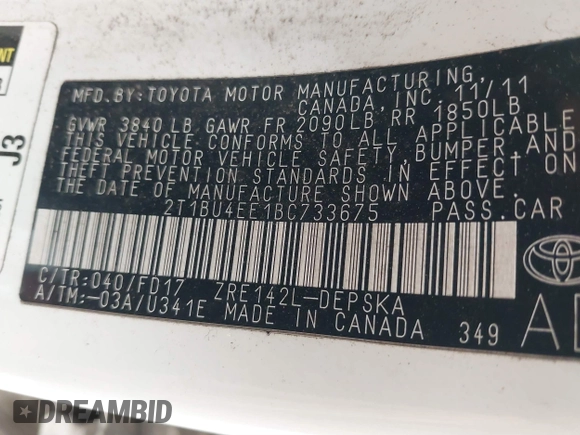 MFD.BY:TOYOTA MOTOR MANUFACTURING,
CANADA, INC. 11/11
GVWR 3840 LB GAWR FR 2090LB RR 1850LB
THIS VEHICLE CONFORMS TO ALL APPLICABLE
FEDERAL MOTOR VEHICLE SAFETY, BUMPER, AND
THEFT PREVENTION STANDARDS IN EFFECT ON
THE DATE OF MANUFACTURE SHOWN ABOVE.
2T1BU4EE1BC733675 PASS.CAR
C/TR:040/FD17 ZRE142L-DEPSKA
A/TM:-03A/U341E MADE IN CANADA 349 A
J3
DREAMBID